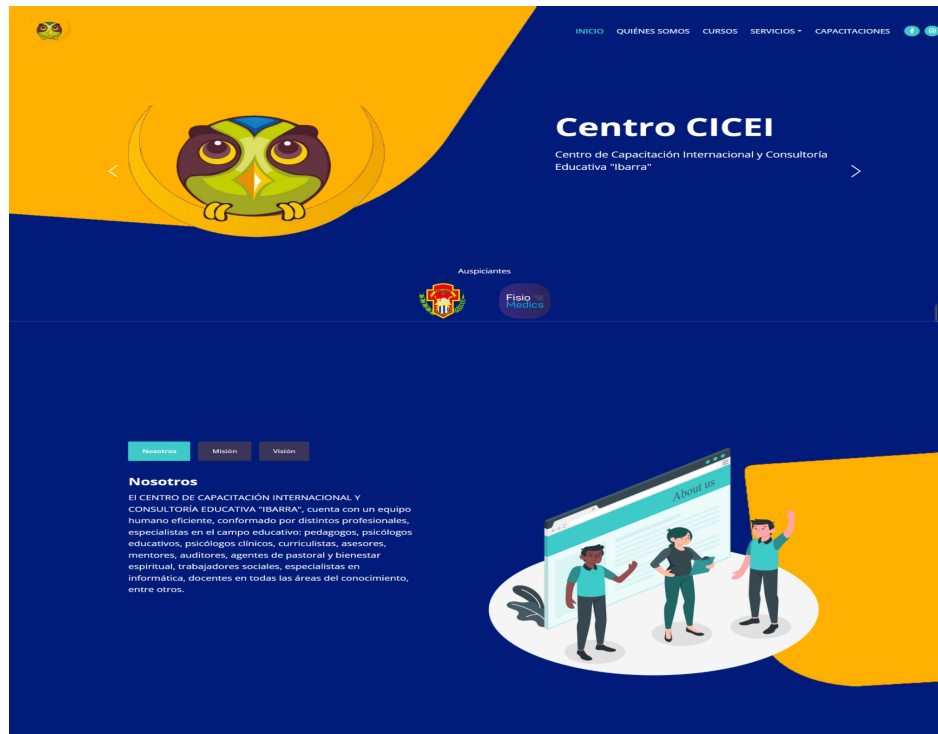 INICIO QUIÉNES SOMOS CURSOS SERVICIOS CAPACITACIONES
Centro CICEI
Centro de Capacitación Internacional y Consultoría
Educativa "Ibarra"
Auspiciantes
Fisio
Medics
Nosotros Misión Visión
Nosotros
El CENTRO DE CAPACITACIÓN INTERNACIONAL Y
CONSULTORÍA EDUCATIVA "IBARRA", cuenta con un equipo
humano eficiente, conformado por distintos profesionales,
especialistas en el campo educativo: pedagogos, psicólogos
educativos, psicólogos clínicos, curriculistas, asesores,
mentores, auditores, agentes de pastoral y bienestar
espiritual, trabajadores sociales, especialistas en
informática, docentes en todas las áreas del conocimiento,
entre otros.
About us